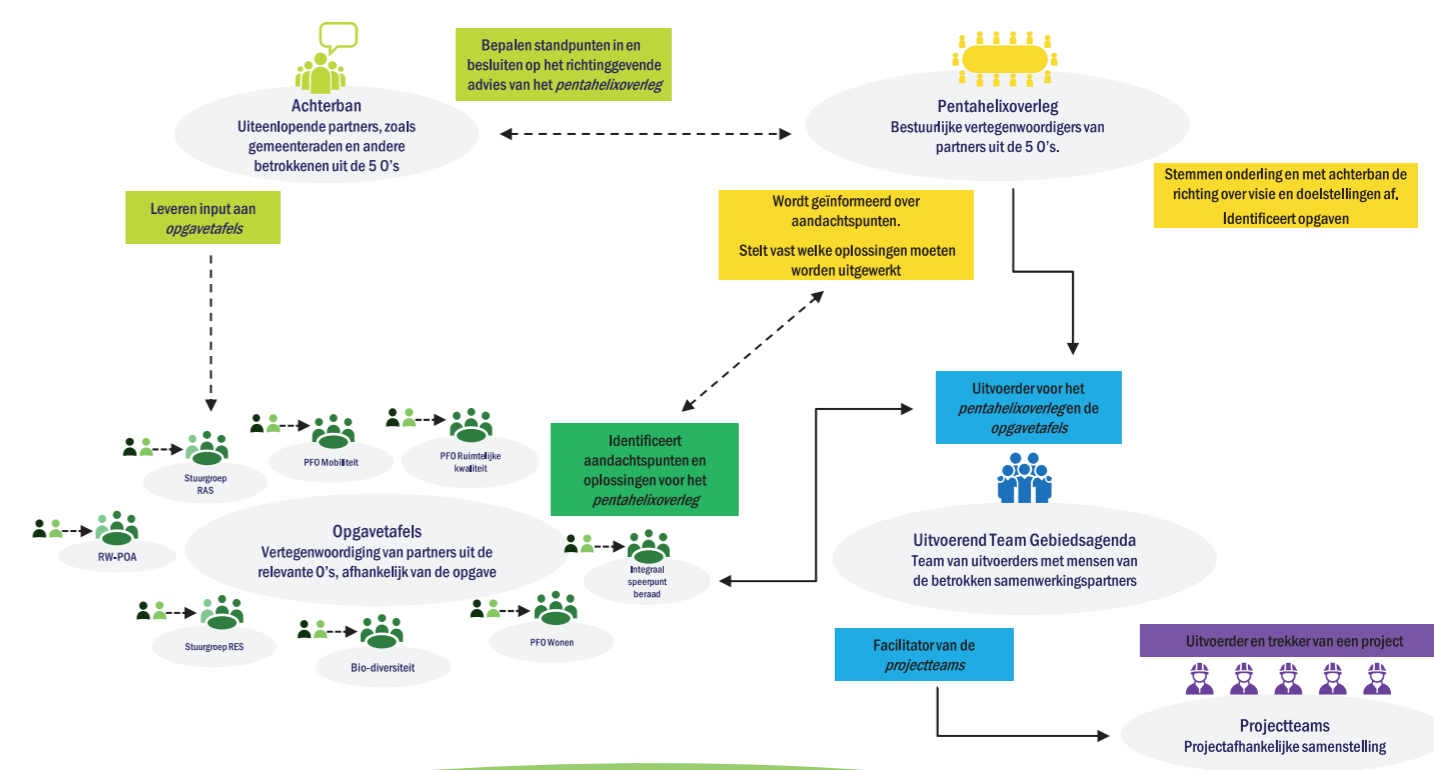 Bepalen standpunten in en
besluiten op het richtinggevende
advies van het pentahelixoverleg
Achterban
Uiteenlopende partners, zoals
gemeenteraden en andere
betrokkenen uit de 5 O's
Pentahelixoverleg
Bestuurlijke vertegenwoordigers van
partners uit de 5 O's.
Leveren input aan
opgavetafels
Wordt geïnformeerd over
aandachtspunten.
Stelt vast welke oplossingen moeten
worden uitgewerkt
Stemmen onderling en met achterban de
richting over visie en doelstellingen af.
Identificeert opgaven
Uitvoerder voor het
pentahelixoverleg en de
opgavetafels
Identificeert
aandachtspunten en
oplossingen voor het
pentahelixoverleg
Stuurgroep
RAS
PFO Mobiliteit
PFO Ruimtelijke
kwaliteit
RW-POA
Opgavetafels
Vertegenwoordiging van partners uit de
relevante O's, afhankelijk van de opgave
Integraal
speerpunt
beraad
Stuurgroep RES
Bio-diversiteit
PFO Wonen
Uitvoerend Team Gebiedsagenda
Team van uitvoerders met mensen van
de betrokken samenwerkingspartners
Facilitator van de
projectteams
Uitvoerder en trekker van een project
Projectteams
Projectafhankelijke samenstelling